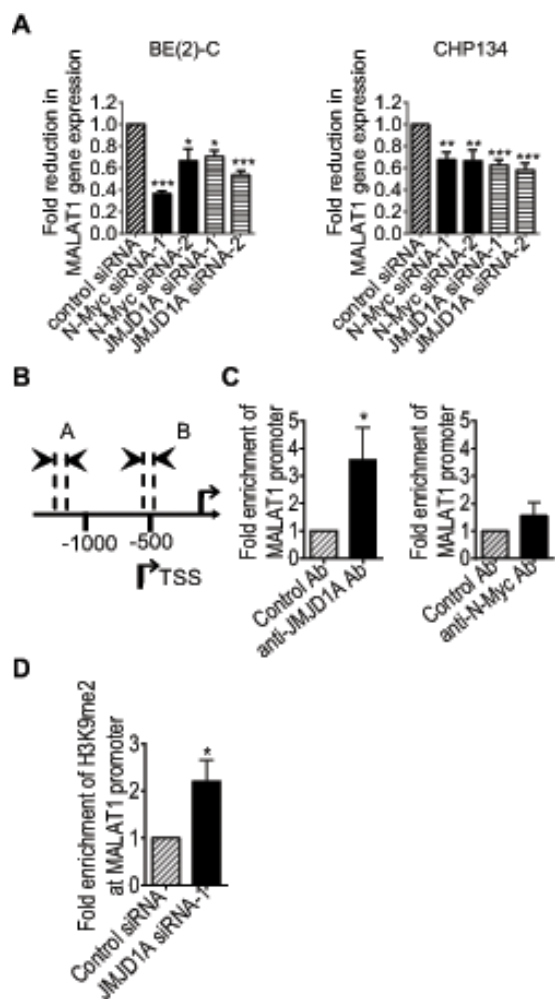 A
BE(2)-C
CHP134
Fold reduction in
MALAT1 gene expression
1.2
1.0
0.8
0.6
0.4
0.2
0.0
***
*
*
***
control siRNA
N-Myc siRNA-1
N-Myc siRNA-2
JMJD1A siRNA-1
JMJD1A siRNA-2
Fold reduction in
MALAT1 gene expression
1.2
1.0
0.8
0.6
0.4
0.2
0.0
**
**
***
***
control siRNA
N-Myc siRNA-1
N-Myc siRNA-2
JMJD1A siRNA-1
JMJD1A siRNA-2
B
A
B
-1000
-500
TSS
C
Fold enrichment of
MALAT1 promoter
5
4
3
2
1
0
*
Control Ab
anti-JMJD1A Ab
Fold enrichment of
MALAT1 promoter
5
4
3
2
1
0
Control Ab
anti-N-Myc Ab
D
Fold enrichment of H3K9me2
at MALAT1 promoter
3
2
1
0
*
Control siRNA
JMJD1A siRNA-1